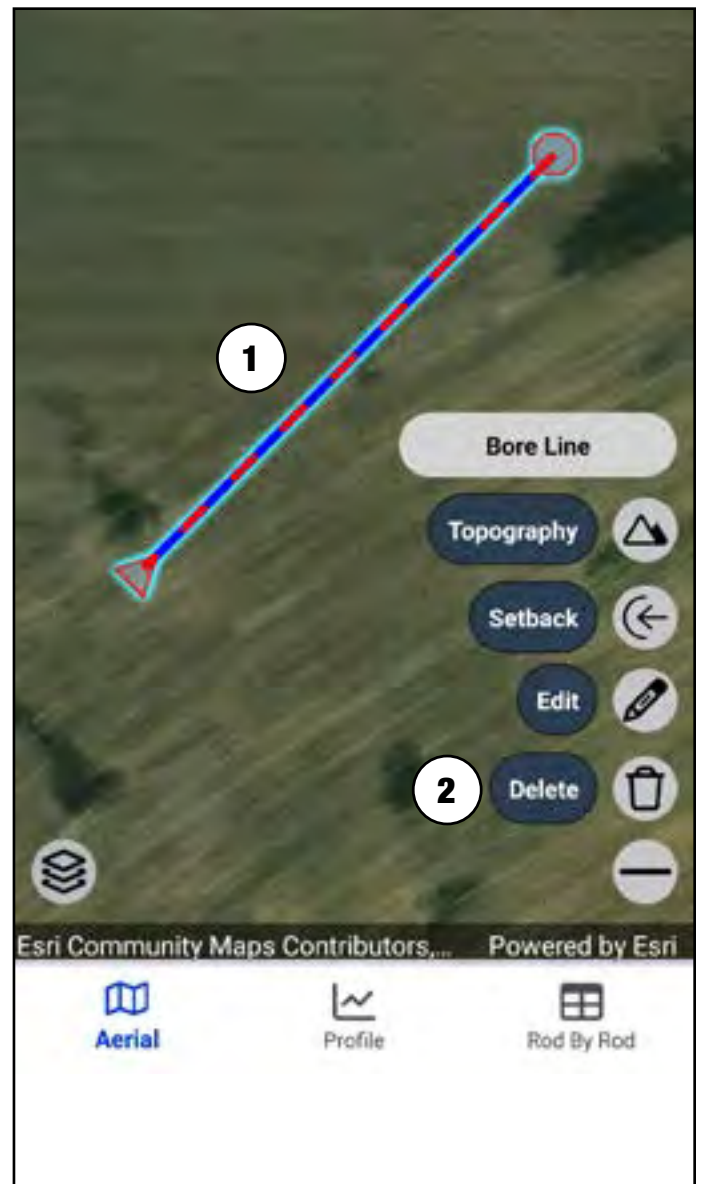 1
Bore Line
Topography
Setback
Edit
2 Delete
Esri Community Maps Contributors,... Powered by Esri
Aerial Profile Rod By Rod